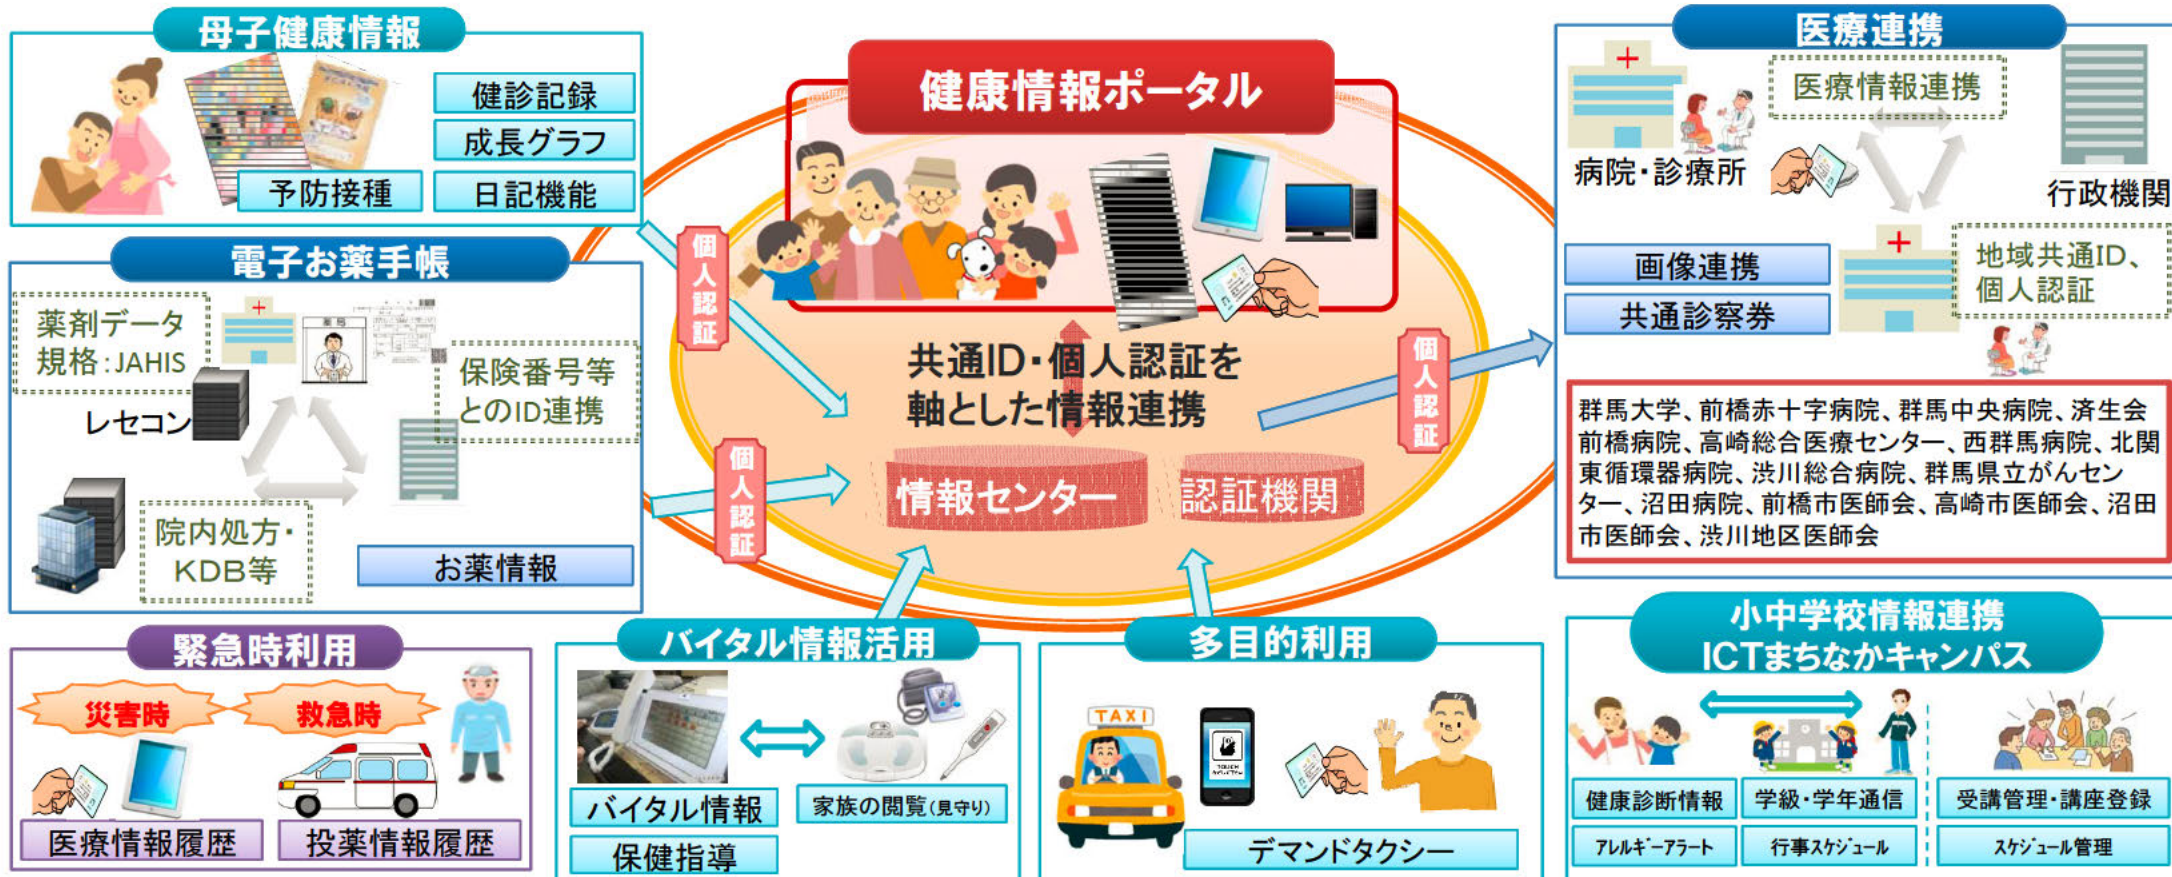 母子健康情報
健診記録
成長グラフ
予防接種
日記機能
電子お薬手帳
薬剤データ
規格:JAHIS
薬局
レセコン
保険番号等
とのID連携
院内処方・
KDB等
お薬情報
健康情報ポータル
個人認証
個人認証
個人認証
共通ID・個人認証を
軸とした情報連携
情報センター
認証機関
医療連携
医療情報連携
病院・診療所
行政機関
画像連携
共通診察券
地域共通ID、
個人認証
群馬大学、前橋赤十字病院、群馬中央病院、済生会
前橋病院、高崎総合医療センター、西群馬病院、北関
東循環器病院、渋川総合病院、群馬県立がんセン
ター、沼田病院、前橋市医師会、高崎市医師会、沼田
市医師会、渋川地区医師会
緊急時利用
災害時
救急時
医療情報履歴
投薬情報履歴
バイタル情報活用
バイタル情報
保健指導
家族の閲覧(見守り)
多目的利用
TAXI
TOUCH
デマンドタクシー
小中学校情報連携
ICTまちなかキャンパス
健康診断情報
学級・学年通信
受講管理・講座登録
アレルギーアラート
行事スケジュール
スケジュール管理